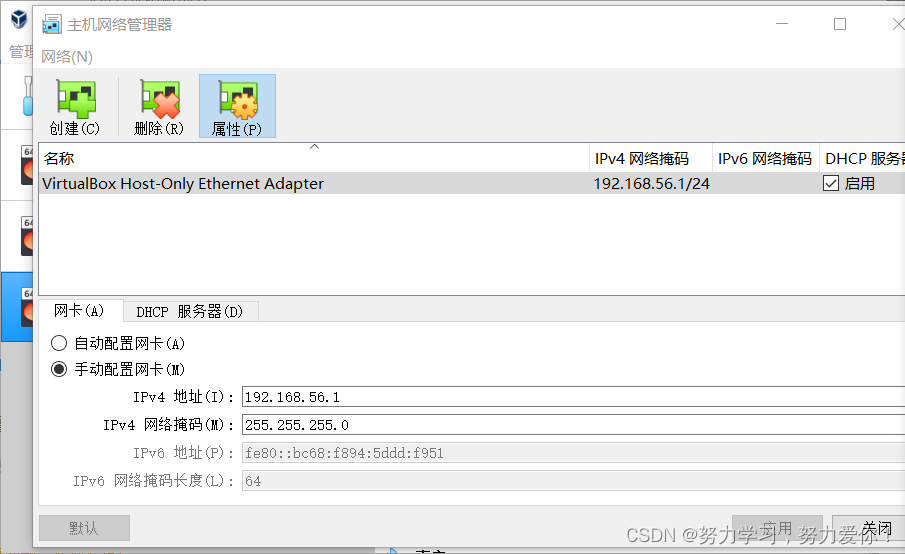 主机网络管理器
管理
网络(N)
创建(C)
删除(R)
属性(P)
名称
IPv4 网络掩码
IPv6 网络掩码
DHCP 服务
VirtualBox Host-Only Ethernet Adapter
192.168.56.1/24
启用
64
64
64
网卡(A)
DHCP 服务器(D)
自动配置网卡(A)
手动配置网卡(M)
IPv4 地址(I):
192.168.56.1
IPv4 网络掩码(M):
255.255.255.0
IPv6 地址(P):
fe80::bc68:f894:5ddd:f951
IPv6 网络掩码长度(L):
64
默认
应用
关闭
CSDN @努力学习，努力爱你！